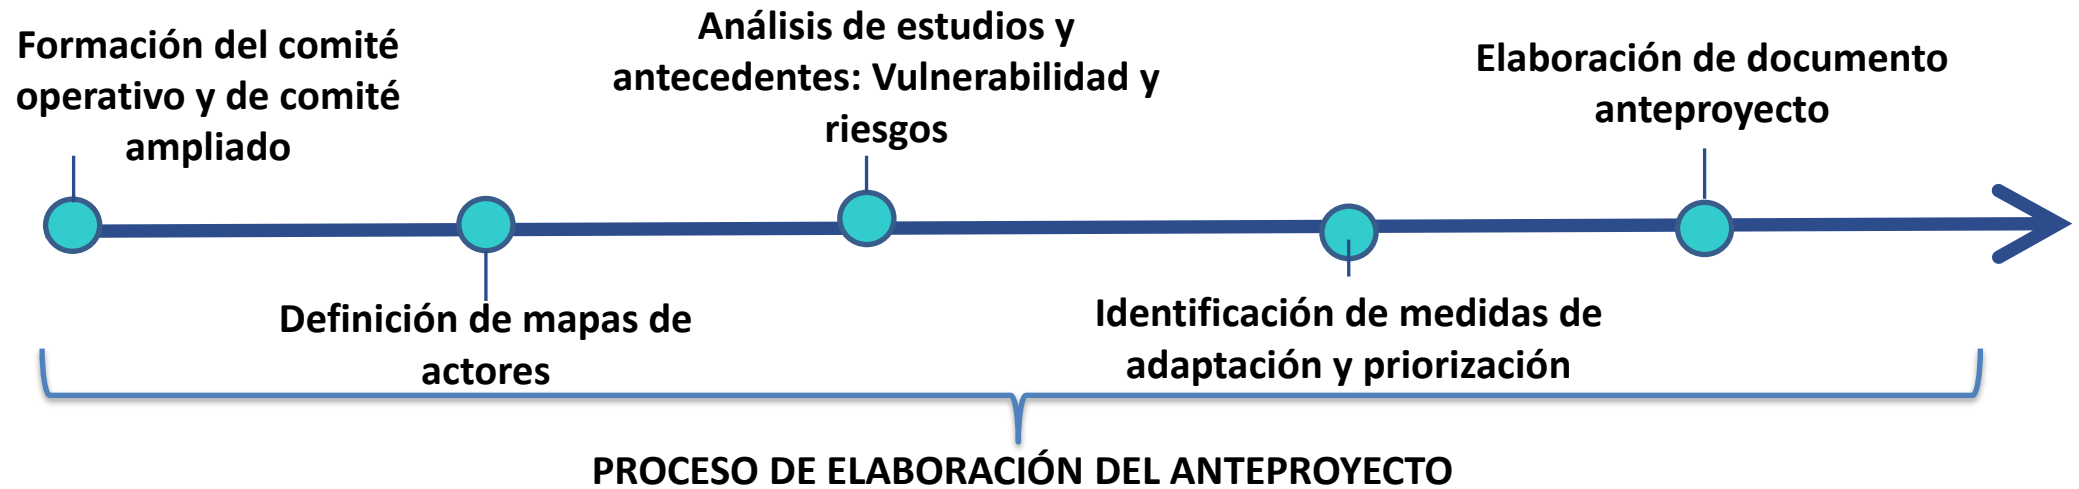 Formación del comité
operativo y de comité
ampliado
Definición de mapas de
actores
Análisis de estudios y
antecedentes: Vulnerabilidad y
riesgos
Identificación de medidas de
adaptación y priorización
Elaboración de documento
anteproyecto
PROCESO DE ELABORACIÓN DEL ANTEPROYECTO